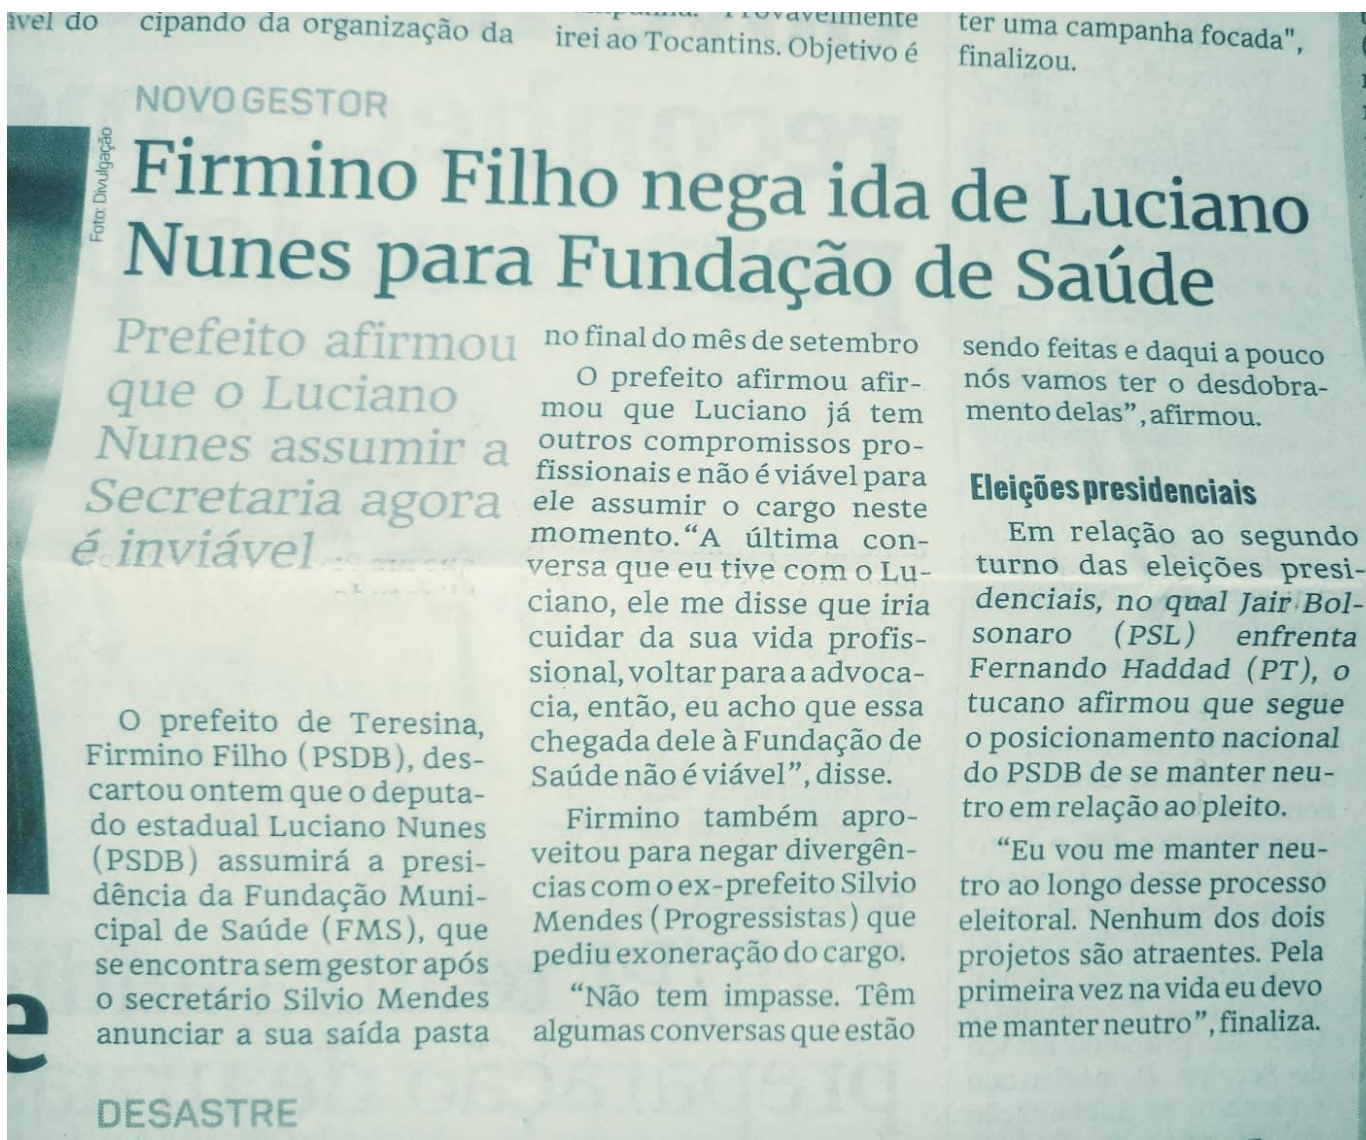 ível do
cipando da organização da
irei ao Tocantins. Objetivo é
ter uma campanha focada",
finalizou.
NOVO GESTOR
Foto: Divulgação
Firmino Filho nega ida de Luciano
Nunes para Fundação de Saúde
Prefeito afirmou
que o Luciano
Nunes assumir a
Secretaria agora
é inviável
O prefeito de Teresina,
Firmino Filho (PSDB), des-
cartou ontem que o deputa-
do estadual Luciano Nunes
(PSDB) assumirá a presi-
dência da Fundação Muni-
cipal de Saúde (FMS), que
se encontra sem gestor após
o secretário Silvio Mendes
anunciar a sua saída pasta
no final do mês de setembro
O prefeito afirmou afir-
mou que Luciano já tem
outros compromissos pro-
fissionais e não é viável para
ele assumir o cargo neste
momento. “A última con-
versa que eu tive com o Lu-
ciano, ele me disse que iria
cuidar da sua vida profis-
sional, voltar para a advoca-
cia, então, eu acho que essa
chegada dele à Fundação de
Saúde não é viável”, disse.
Firmino também apro-
veitou para negar divergên-
cias com o ex-prefeito Silvio
Mendes (Progressistas) que
pediu exoneração do cargo.
“Não tem impasse. Têm
algumas conversas que estão
sendo feitas e daqui a pouco
nós vamos ter o desdobra-
mento delas”, afirmou.
Eleições presidenciais
Em relação ao segundo
turno das eleições presi-
denciais, no qual Jair Bol-
sonaro (PSL) enfrenta
Fernando Haddad (PT), o
tucano afirmou que segue
o posicionamento nacional
do PSDB de se manter neu-
tro em relação ao pleito.
“Eu vou me manter neu-
tro ao longo desse processo
eleitoral. Nenhum dos dois
projetos são atraentes. Pela
primeira vez na vida eu devo
me manter neutro”, finaliza.
e
DESASTRE